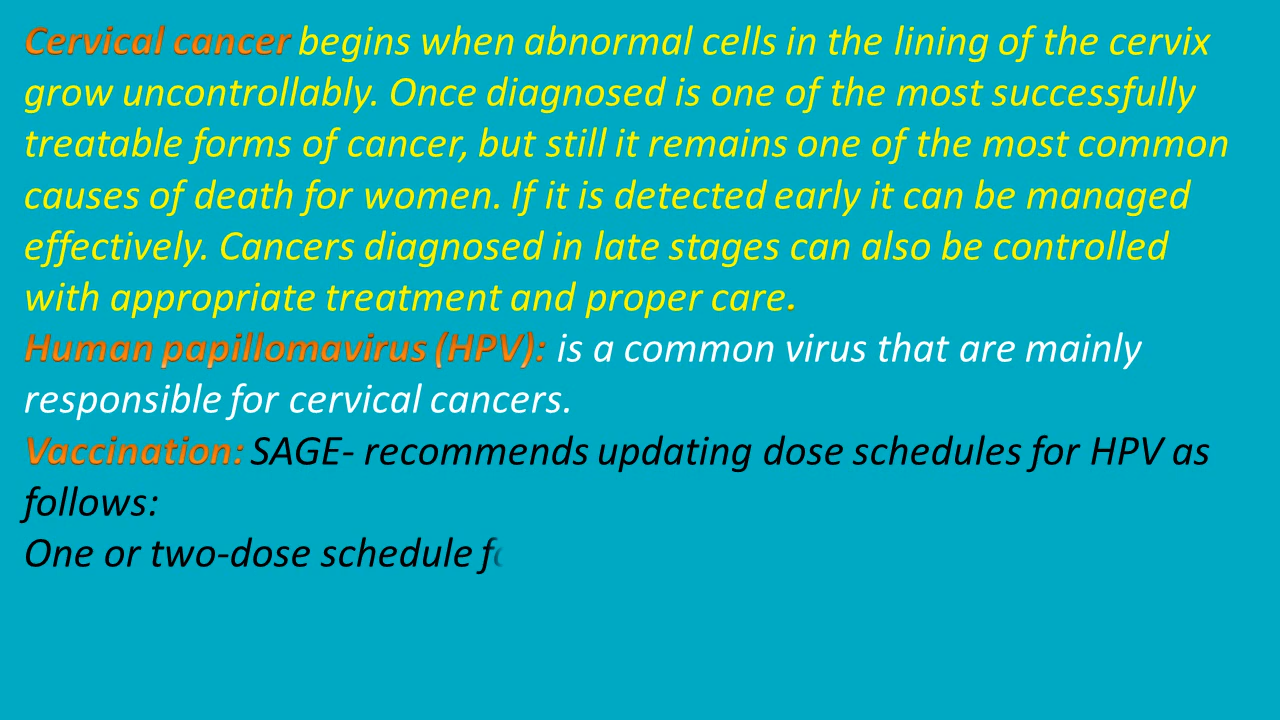 Cervical cancer begins when abnormal cells in the lining of the cervix
grow uncontrollably. Once diagnosed is one of the most successfully
treatable forms of cancer, but still it remains one of the most common
causes of death for women. If it is detected early it can be managed
effectively. Cancers diagnosed in late stages can also be controlled
with appropriate treatment and proper care.
Human papillomavirus (HPV): is a common virus that are mainly
responsible for cervical cancers.
Vaccination: SAGE- recommends updating dose schedules for HPV as
follows:
One or two-dose schedule